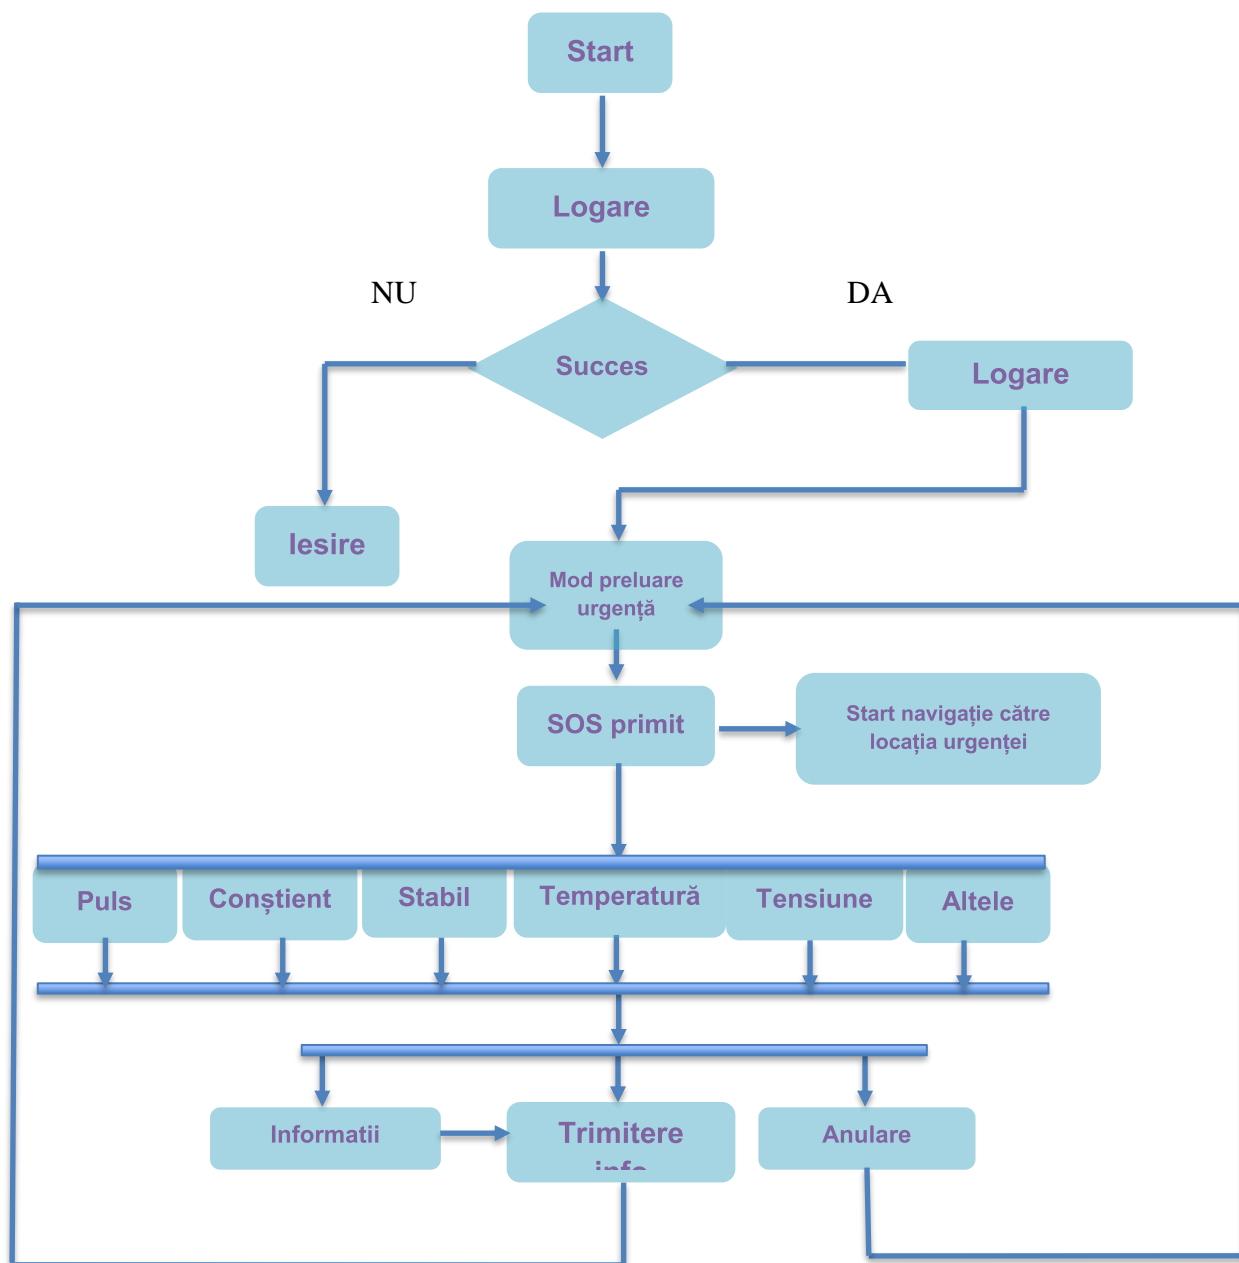 Start
Logare
NU
DA
Succes
Logare
Iesire
Mod preluare
urgență
SOS primit
Start navigație către
locația urgenței
Puls
Conștient
Stabil
Temperatură
Tensiune
Altele
Informatii
Trimitere
info
Anulare